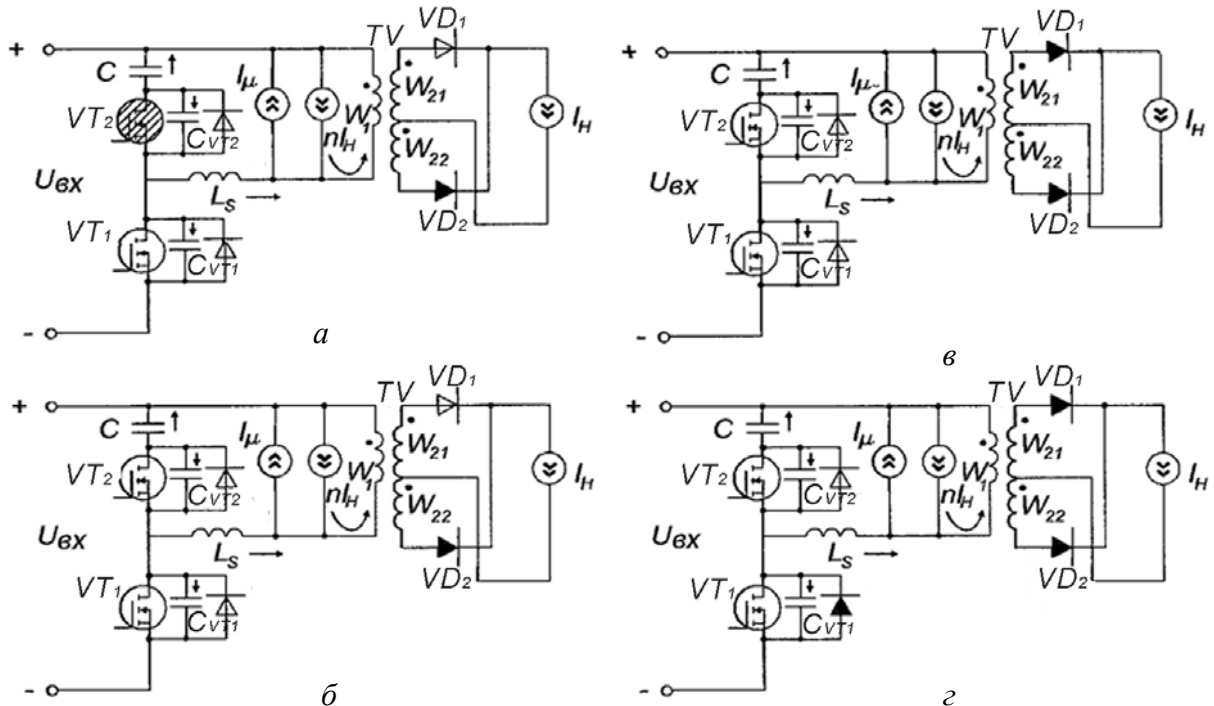 +
C
VT2
CVT2
Iμ
nIH
W1
TV
VD1
W21
W22
IH
Uвх
LS
VD2
VT1
CVT1
-
а
+
C
VT2
CVT2
Iμ~
nIH
W1
TV
VD1
W21
W22
IH
Uвх
LS
VD2
VT1
CVT1
-
в
+
C
VT2
CVT2
Iμ
nIH
W1
TV
VD1
W21
W22
IH
Uвх
LS
VD2
VT1
CVT1
-
б
+
C
VT2
CVT2
Iμ
nIH
W1
TV
VD1
W21
W22
IH
Uвх
LS
VD2
VT1
CVT1
-
г